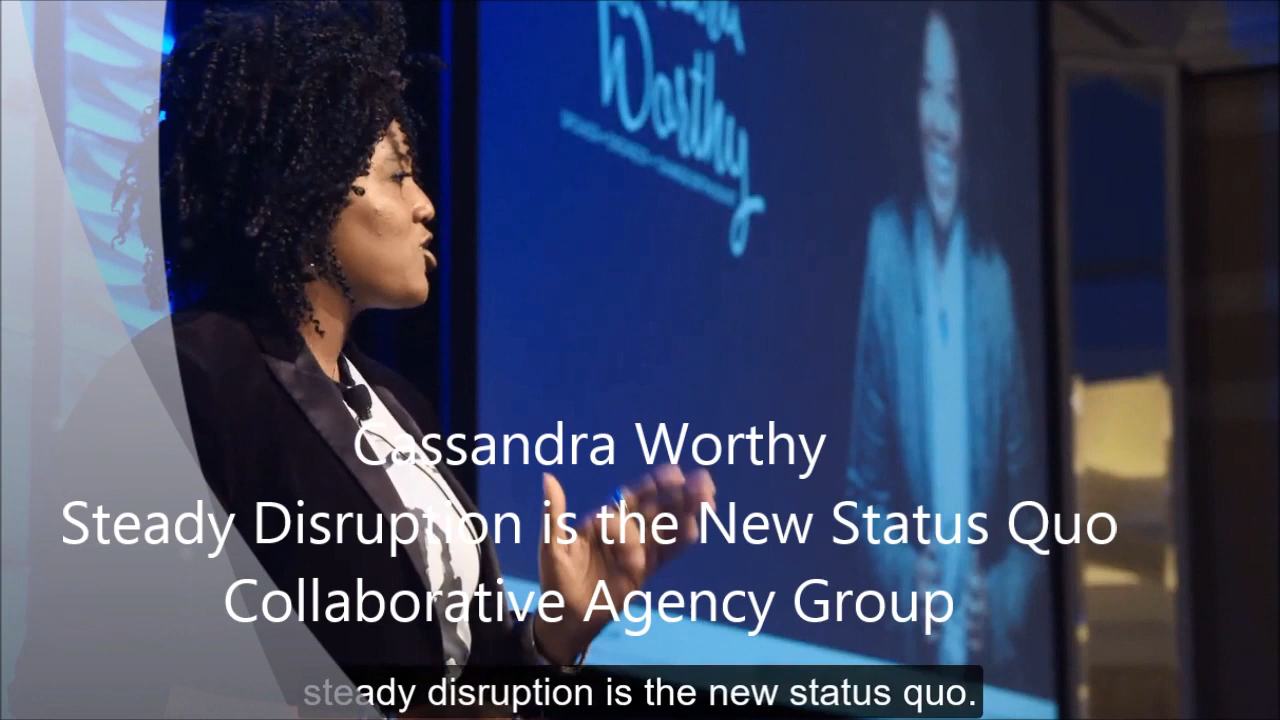 Worthy
Cassandra Worthy
Steady Disruption is the New Status Quo
Collaborative Agency Group
steady disruption is the new status quo.